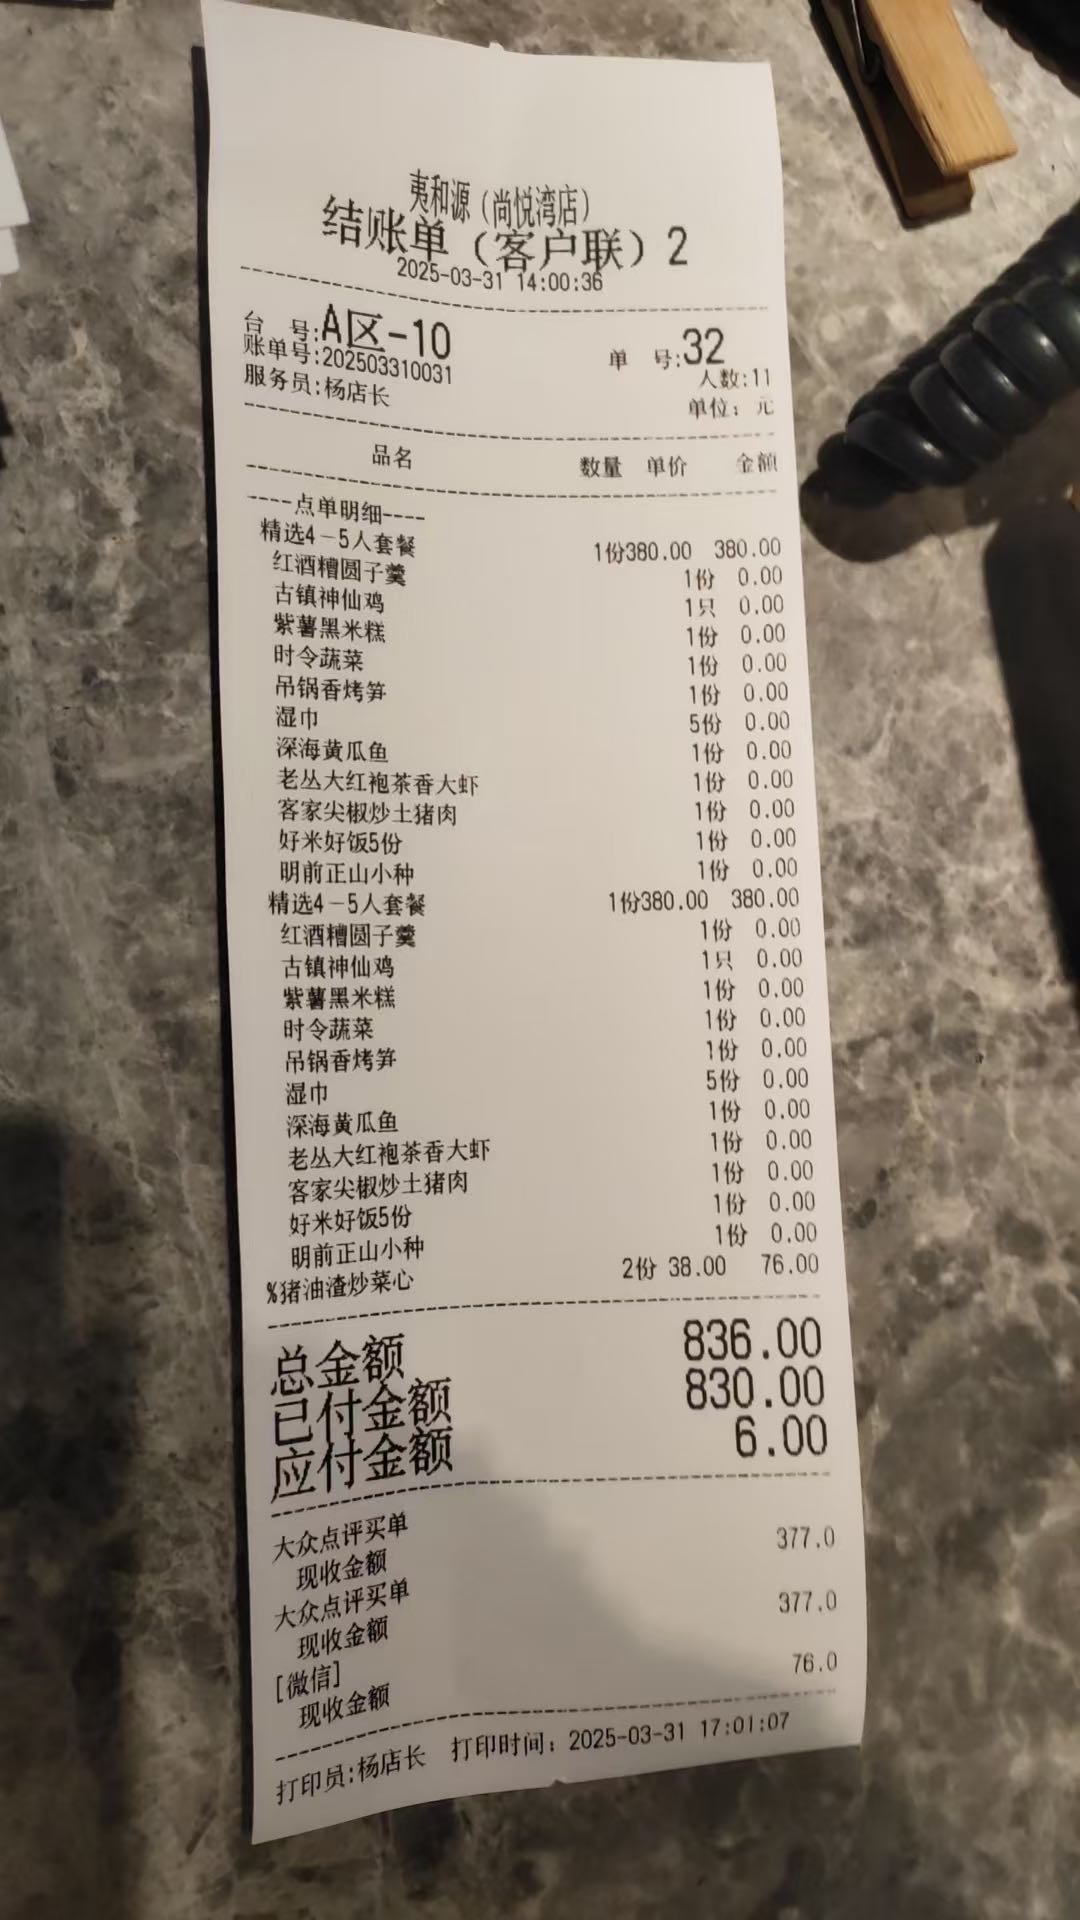 夷和源（尚悦湾店）
结账单（客户联）2
2025-03-31 14:00:36
台 号:A区-10 单 号:32
账单号:202503310031 人数:11
服务员:杨店长 单位：元
品名 数量 单价 金额
----点单明细----
精选4-5人套餐 1份380.00 380.00
红酒糟圆子羹 1份 0.00
古镇神仙鸡 1只 0.00
紫薯黑米糕 1份 0.00
时令蔬菜 1份 0.00
吊锅香烤笋 1份 0.00
湿巾 5份 0.00
深海黄瓜鱼 1份 0.00
老丛大红袍茶香大虾 1份 0.00
客家尖椒炒土猪肉 1份 0.00
好米好饭5份 1份 0.00
明前正山小种 1份 0.00
精选4-5人套餐 1份380.00 380.00
红酒糟圆子羹 1份 0.00
古镇神仙鸡 1只 0.00
紫薯黑米糕 1份 0.00
时令蔬菜 1份 0.00
吊锅香烤笋 1份 0.00
湿巾 5份 0.00
深海黄瓜鱼 1份 0.00
老丛大红袍茶香大虾 1份 0.00
客家尖椒炒土猪肉 1份 0.00
好米好饭5份 1份 0.00
明前正山小种 1份 0.00
%猪油渣炒菜心 2份 38.00 76.00
总金额 836.00
已付金额 830.00
应付金额 6.00
大众点评买单
现收金额 377.0
大众点评买单
现收金额 377.0
[微信]
现收金额 76.0
打印员:杨店长 打印时间：2025-03-31 17:01:07